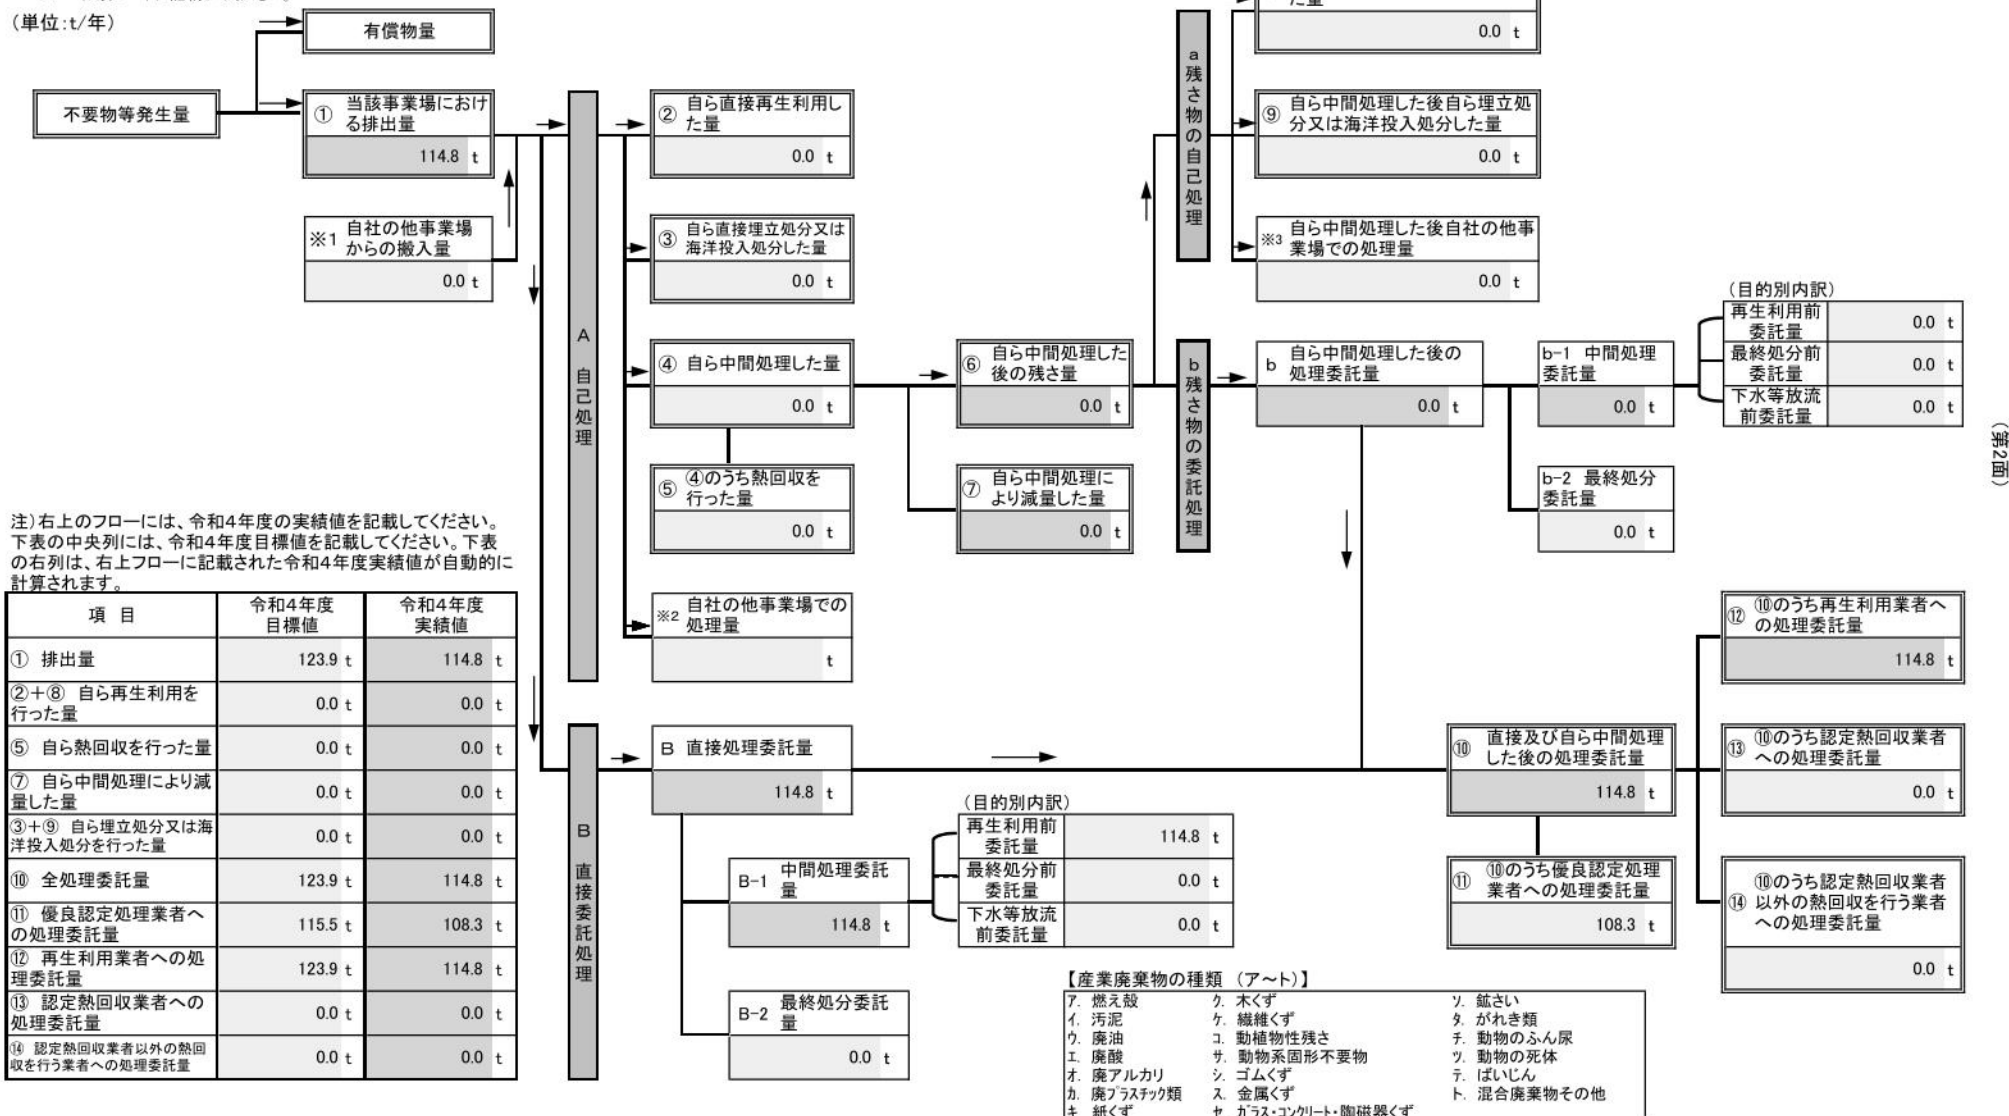 (単位:t/年)
有償物量
不要物等発生量
① 当該事業場におけ
る排出量
114.8 t
※1 自社の他事業場
からの搬入量
0.0 t
A 自己処理
② 自ら直接再生利用し
た量
0.0 t
③ 自ら直接埋立処分又は
海洋投入処分した量
0.0 t
④ 自ら中間処理した量
0.0 t
⑤ ④のうち熱回収を
行った量
0.0 t
※2 自社の他事業場での
処理量
t
⑥ 自ら中間処理した
後の残さ量
0.0 t
⑦ 自ら中間処理に
より減量した量
0.0 t
a 残さ物の自己処理
た量
0.0 t
⑨ 自ら中間処理した後自ら埋立処
分又は海洋投入処分した量
0.0 t
※3 自ら中間処理した後自社の他事
業場での処理量
0.0 t
b 残さ物の委託処理
b 自ら中間処理した後の
処理委託量
0.0 t
b-1 中間処理
委託量
0.0 t
b-2 最終処分
委託量
0.0 t
(目的別内訳)
再生利用前
委託量 0.0 t
最終処分前
委託量 0.0 t
下水等放流
前委託量 0.0 t
(第2面)
注)右上のフローには、令和4年度の実績値を記載してください。
下表の中央列には、令和4年度目標値を記載してください。下表
の右列は、右上フローに記載された令和4年度実績値が自動的に
計算されます。
項 目 令和4年度 令和4年度
目標値 実績値
① 排出量 123.9 t 114.8 t
②+⑧ 自ら再生利用を
行った量 0.0 t 0.0 t
⑤ 自ら熱回収を行った量 0.0 t 0.0 t
⑦ 自ら中間処理により減
量した量 0.0 t 0.0 t
③+⑨ 自ら埋立処分又は海
洋投入処分を行った量 0.0 t 0.0 t
⑩ 全処理委託量 123.9 t 114.8 t
⑪ 優良認定処理業者へ
の処理委託量 115.5 t 108.3 t
⑫ 再生利用業者への処
理委託量 123.9 t 114.8 t
⑬ 認定熱回収業者への
処理委託量 0.0 t 0.0 t
⑭ 認定熱回収業者以外の熱回
収を行う業者への処理委託量 0.0 t 0.0 t
B 直接委託処理
B 直接処理委託量
114.8 t
B-1 中間処理委託
量
114.8 t
B-2 最終処分委託
量
0.0 t
(目的別内訳)
再生利用前
委託量 114.8 t
最終処分前
委託量 0.0 t
下水等放流
前委託量 0.0 t
⑩ 直接及び自ら中間処理
した後の処理委託量
114.8 t
⑪ ⑩のうち優良認定処理
業者への処理委託量
108.3 t
⑫ ⑩のうち再生利用業者へ
の処理委託量
114.8 t
⑬ ⑩のうち認定熱回収業者
への処理委託量
0.0 t
⑭ ⑩のうち認定熱回収業者
以外の熱回収を行う業者
への処理委託量
0.0 t
【産業廃棄物の種類 (ア~ト)】
ア. 燃え殻 ク. 木くず ソ. 鉱さい
イ. 汚泥 ケ. 繊維くず タ. がれき類
ウ. 廃油 コ. 動植物性残さ チ. 動物のふん尿
エ. 廃酸 サ. 動物系固形不要物 ツ. 動物の死体
オ. 廃アルカリ シ. ゴムくず テ. ばいじん
カ. 廃プラスチック類 ス. 金属くず ト. 混合廃棄物その他
キ. 紙くず セ. ガラス・コンクリート・陶磁器くず